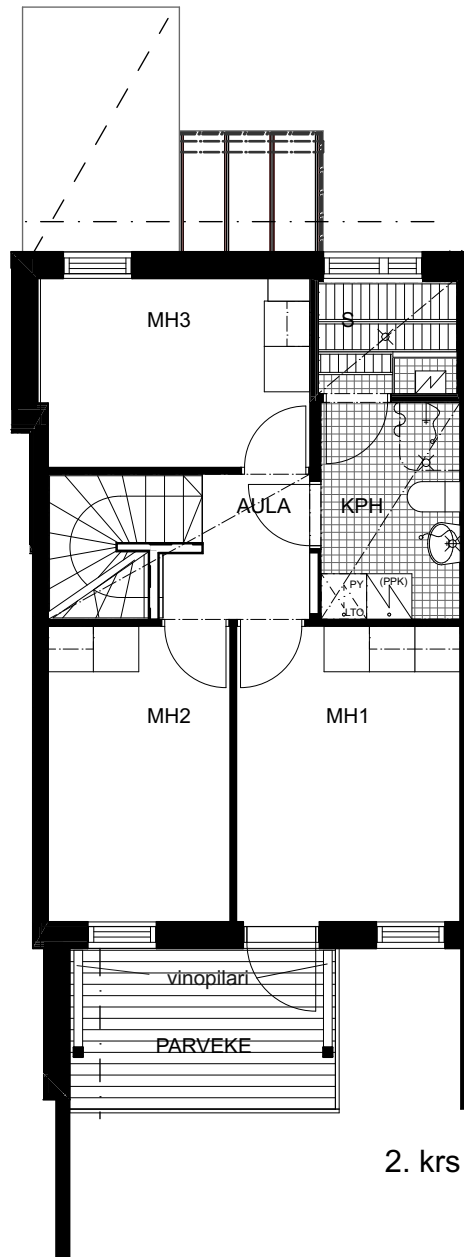 MH3
S
AULA
KPH
PY
(PPK)
LTO
MH2
MH1
vinopilari
PARVEKE
2. krs